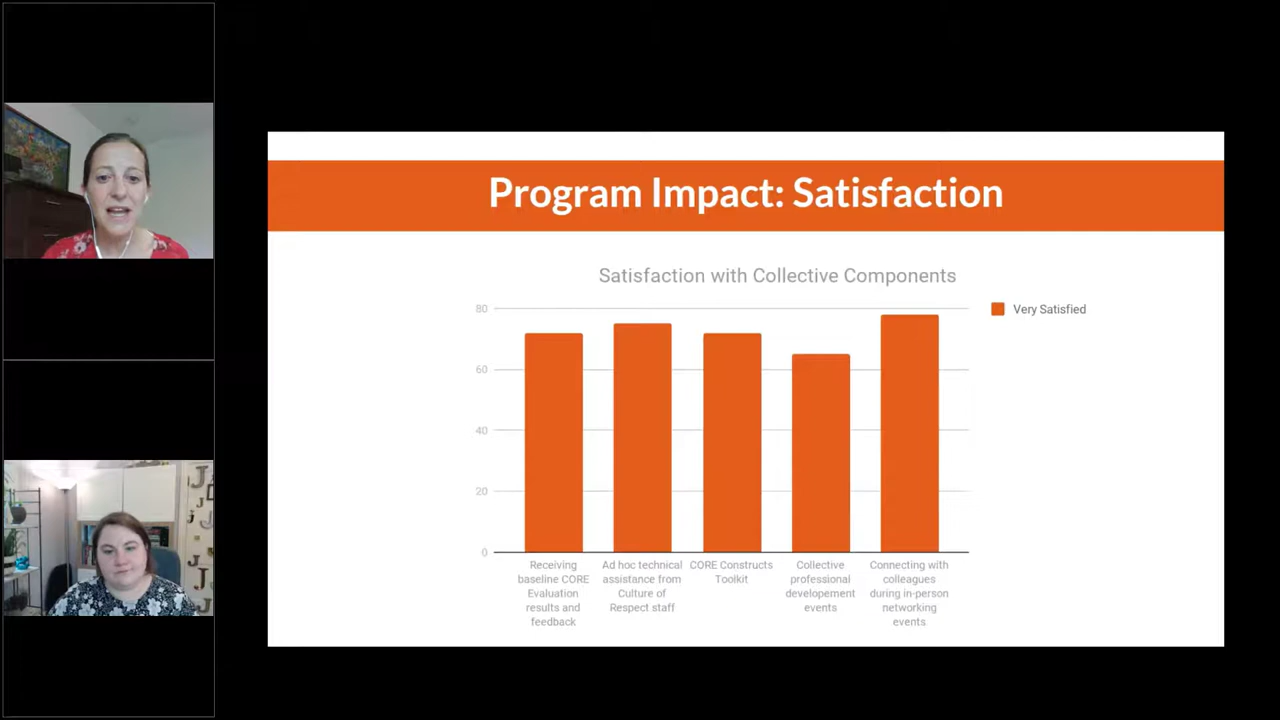 Program Impact: Satisfaction
Satisfaction with Collective Components
80
60
40
20
0
Very Satisfied
Receiving
baseline CORE
Evaluation
results and
feedback
Ad hoc technical
assistance from
Culture of
Respect staff
CORE Constructs
Toolkit
Collective
professional
developement
events
Connecting with
colleagues
during in-person
networking
events
J
J
J
J
J